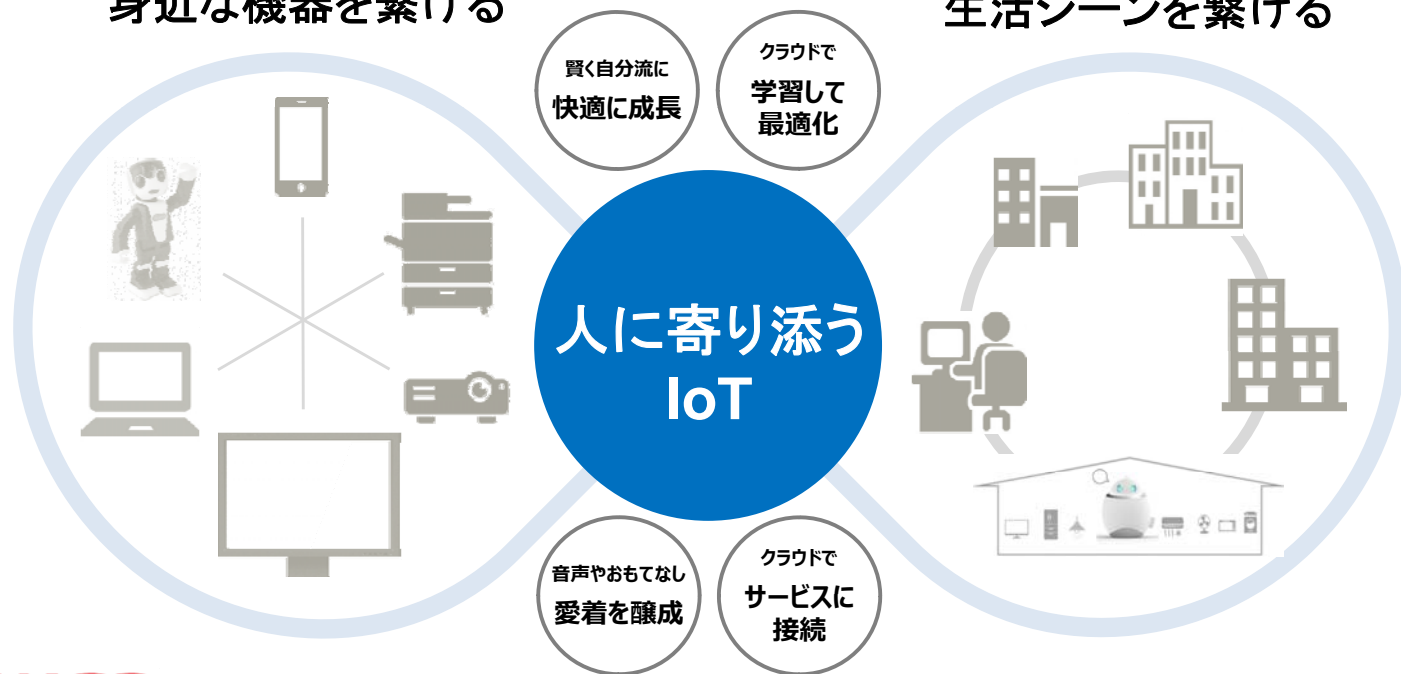 身近な機器を繋げる
生活シーンを繋げる
賢く自分流に
快適に成長
クラウドで
学習して
最適化
人に寄り添う
IoT
音声やおもてなし
愛着を醸成
クラウドで
サービスに
接続